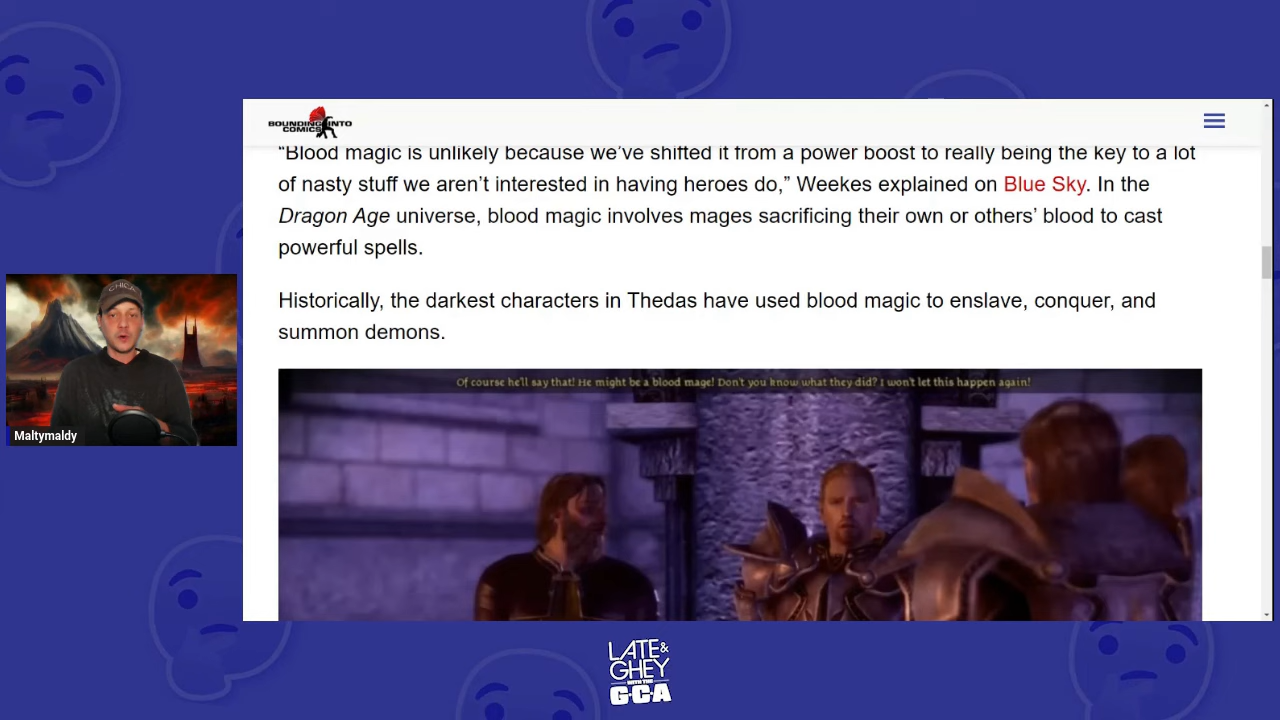 BOUNDING INTO
COMICS
“Blood magic is unlikely because we’ve shifted it from a power boost to really being the key to a lot
of nasty stuff we aren’t interested in having heroes do,” Weekes explained on Blue Sky. In the
Dragon Age universe, blood magic involves mages sacrificing their own or others’ blood to cast
powerful spells.
Historically, the darkest characters in Thedas have used blood magic to enslave, conquer, and
summon demons.
Of course he'll say that! He might be a blood mage! Don't you know what they did? I won't let this happen again!
CHICA
Maltymaldy
LATE &
GHEY
WITH THE
G·C·A